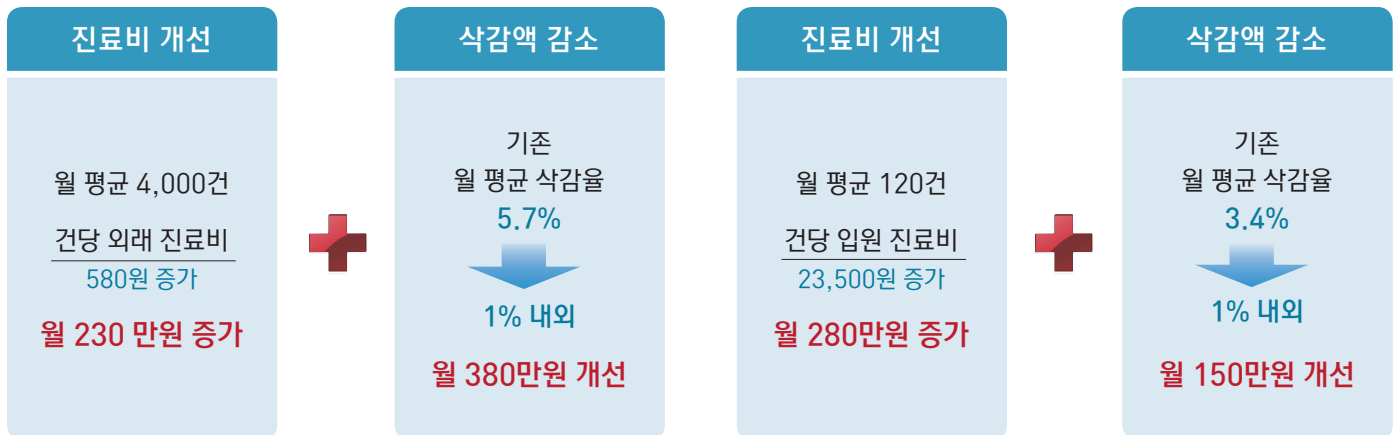 진료비 개선
월 평균 4,000건
건당 외래 진료비
580원 증가
월 230 만원 증가
삭감액 감소
기존
월 평균 삭감율
5.7%
1% 내외
월 380만원 개선
진료비 개선
월 평균 120건
건당 입원 진료비
23,500원 증가
월 280만원 증가
삭감액 감소
기존
월 평균 삭감율
3.4%
1% 내외
월 150만원 개선